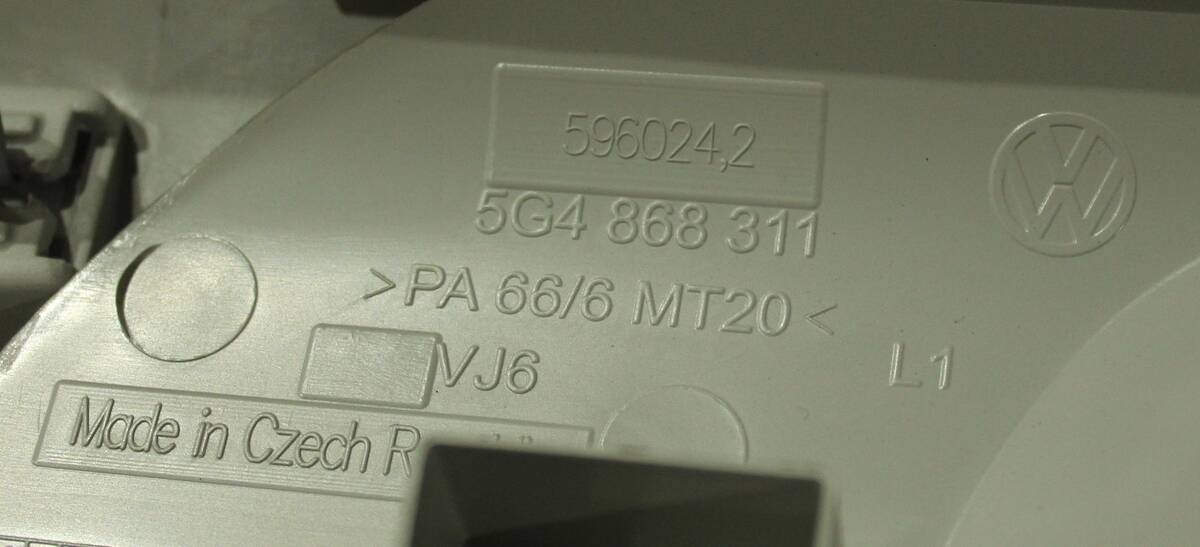 596024,2
5G4 868 311
>PA 66/6 MT20<
VJ6
L1
Made in Czech